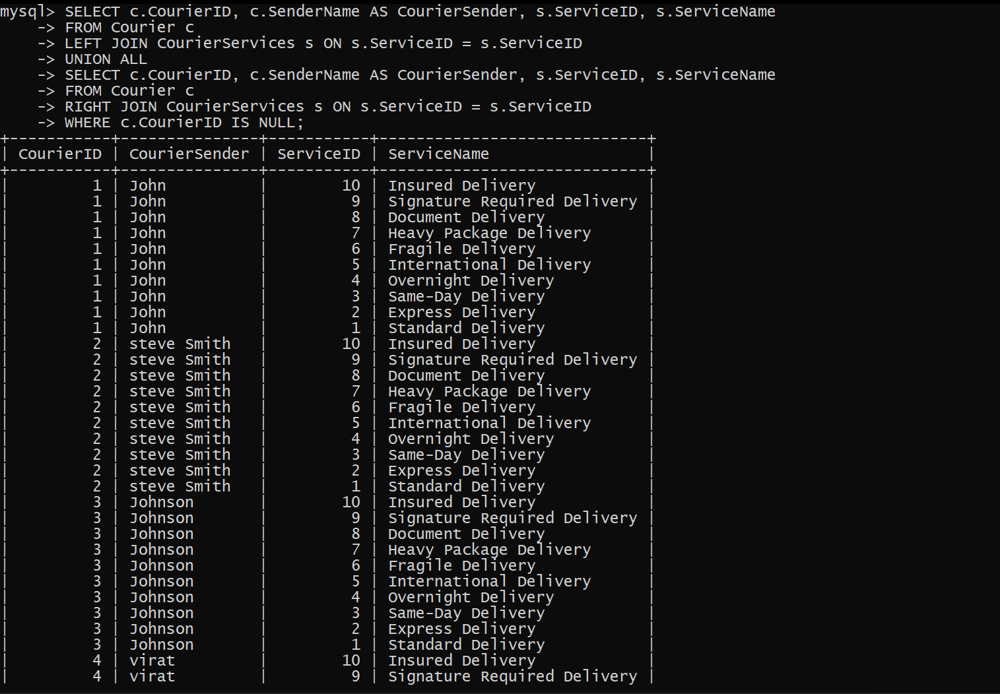 mysql> SELECT c.CourierID, c.SenderName AS CourierSender, s.ServiceID, s.ServiceName
    -> FROM Courier c
    -> LEFT JOIN CourierServices s ON s.ServiceID = s.ServiceID
    -> UNION ALL
    -> SELECT c.CourierID, c.SenderName AS CourierSender, s.ServiceID, s.ServiceName
    -> FROM Courier c
    -> RIGHT JOIN CourierServices s ON s.ServiceID = s.ServiceID
    -> WHERE c.CourierID IS NULL;
+-----------+---------------+-----------+-----------------------------+
| CourierID | CourierSender | ServiceID | ServiceName                 |
+-----------+---------------+-----------+-----------------------------+
|         1 | John          |        10 | Insured Delivery            |
|         1 | John          |         9 | Signature Required Delivery |
|         1 | John          |         8 | Document Delivery           |
|         1 | John          |         7 | Heavy Package Delivery      |
|         1 | John          |         6 | Fragile Delivery            |
|         1 | John          |         5 | International Delivery      |
|         1 | John          |         4 | Overnight Delivery          |
|         1 | John          |         3 | Same-Day Delivery           |
|         1 | John          |         2 | Express Delivery            |
|         1 | John          |         1 | Standard Delivery           |
|         2 | steve Smith   |        10 | Insured Delivery            |
|         2 | steve Smith   |         9 | Signature Required Delivery |
|         2 | steve Smith   |         8 | Document Delivery           |
|         2 | steve Smith   |         7 | Heavy Package Delivery      |
|         2 | steve Smith   |         6 | Fragile Delivery            |
|         2 | steve Smith   |         5 | International Delivery      |
|         2 | steve Smith   |         4 | Overnight Delivery          |
|         2 | steve Smith   |         3 | Same-Day Delivery           |
|         2 | steve Smith   |         2 | Express Delivery            |
|         2 | steve Smith   |         1 | Standard Delivery           |
|         3 | Johnson       |        10 | Insured Delivery            |
|         3 | Johnson       |         9 | Signature Required Delivery |
|         3 | Johnson       |         8 | Document Delivery           |
|         3 | Johnson       |         7 | Heavy Package Delivery      |
|         3 | Johnson       |         6 | Fragile Delivery            |
|         3 | Johnson       |         5 | International Delivery      |
|         3 | Johnson       |         4 | Overnight Delivery          |
|         3 | Johnson       |         3 | Same-Day Delivery           |
|         3 | Johnson       |         2 | Express Delivery            |
|         3 | Johnson       |         1 | Standard Delivery           |
|         4 | virat         |        10 | Insured Delivery            |
|         4 | virat         |         9 | Signature Required Delivery |